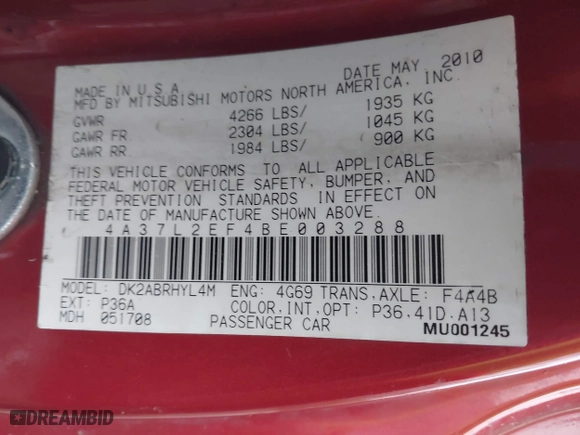 DATE MAY, 2010
MADE IN U.S.A
MFD BY MITSUBISHI MOTORS NORTH AMERICA, INC.
GVWR 4266 LBS/ 1935 KG
GAWR FR 2304 LBS/ 1045 KG
GAWR RR 1984 LBS/ 900 KG
THIS VEHICLE CONFORMS TO ALL APPLICABLE
FEDERAL MOTOR VEHICLE SAFETY, BUMPER, AND
THEFT PREVENTION STANDARDS IN EFFECT ON
THE DATE OF MANUFACTURE SHOWN ABOVE.
4A37L2EF4BE003288
MODEL: DK2ABRHYL4M ENG: 4G69 TRANS,AXLE: F4A4B
EXT: P36A COLOR,INT,OPT: P36,41D,A13
MDH 051708 PASSENGER CAR MU001245
DREAMBID